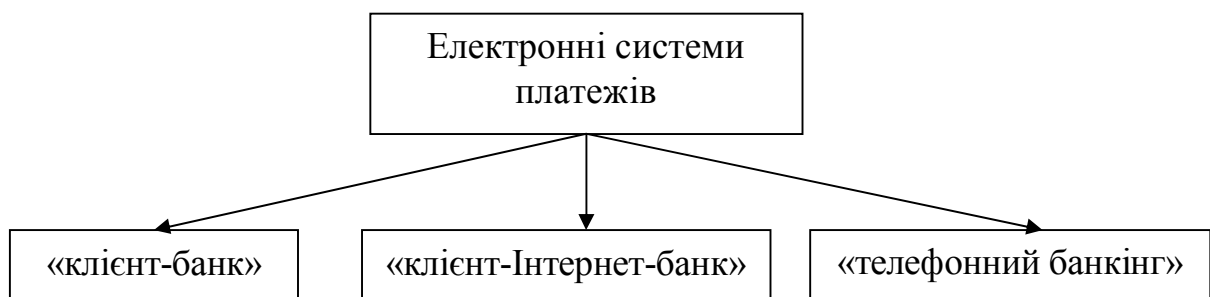 Електронні системи
платежів
«клієнт-банк»
«клієнт-Інтернет-банк»
«телефонний банкінг»